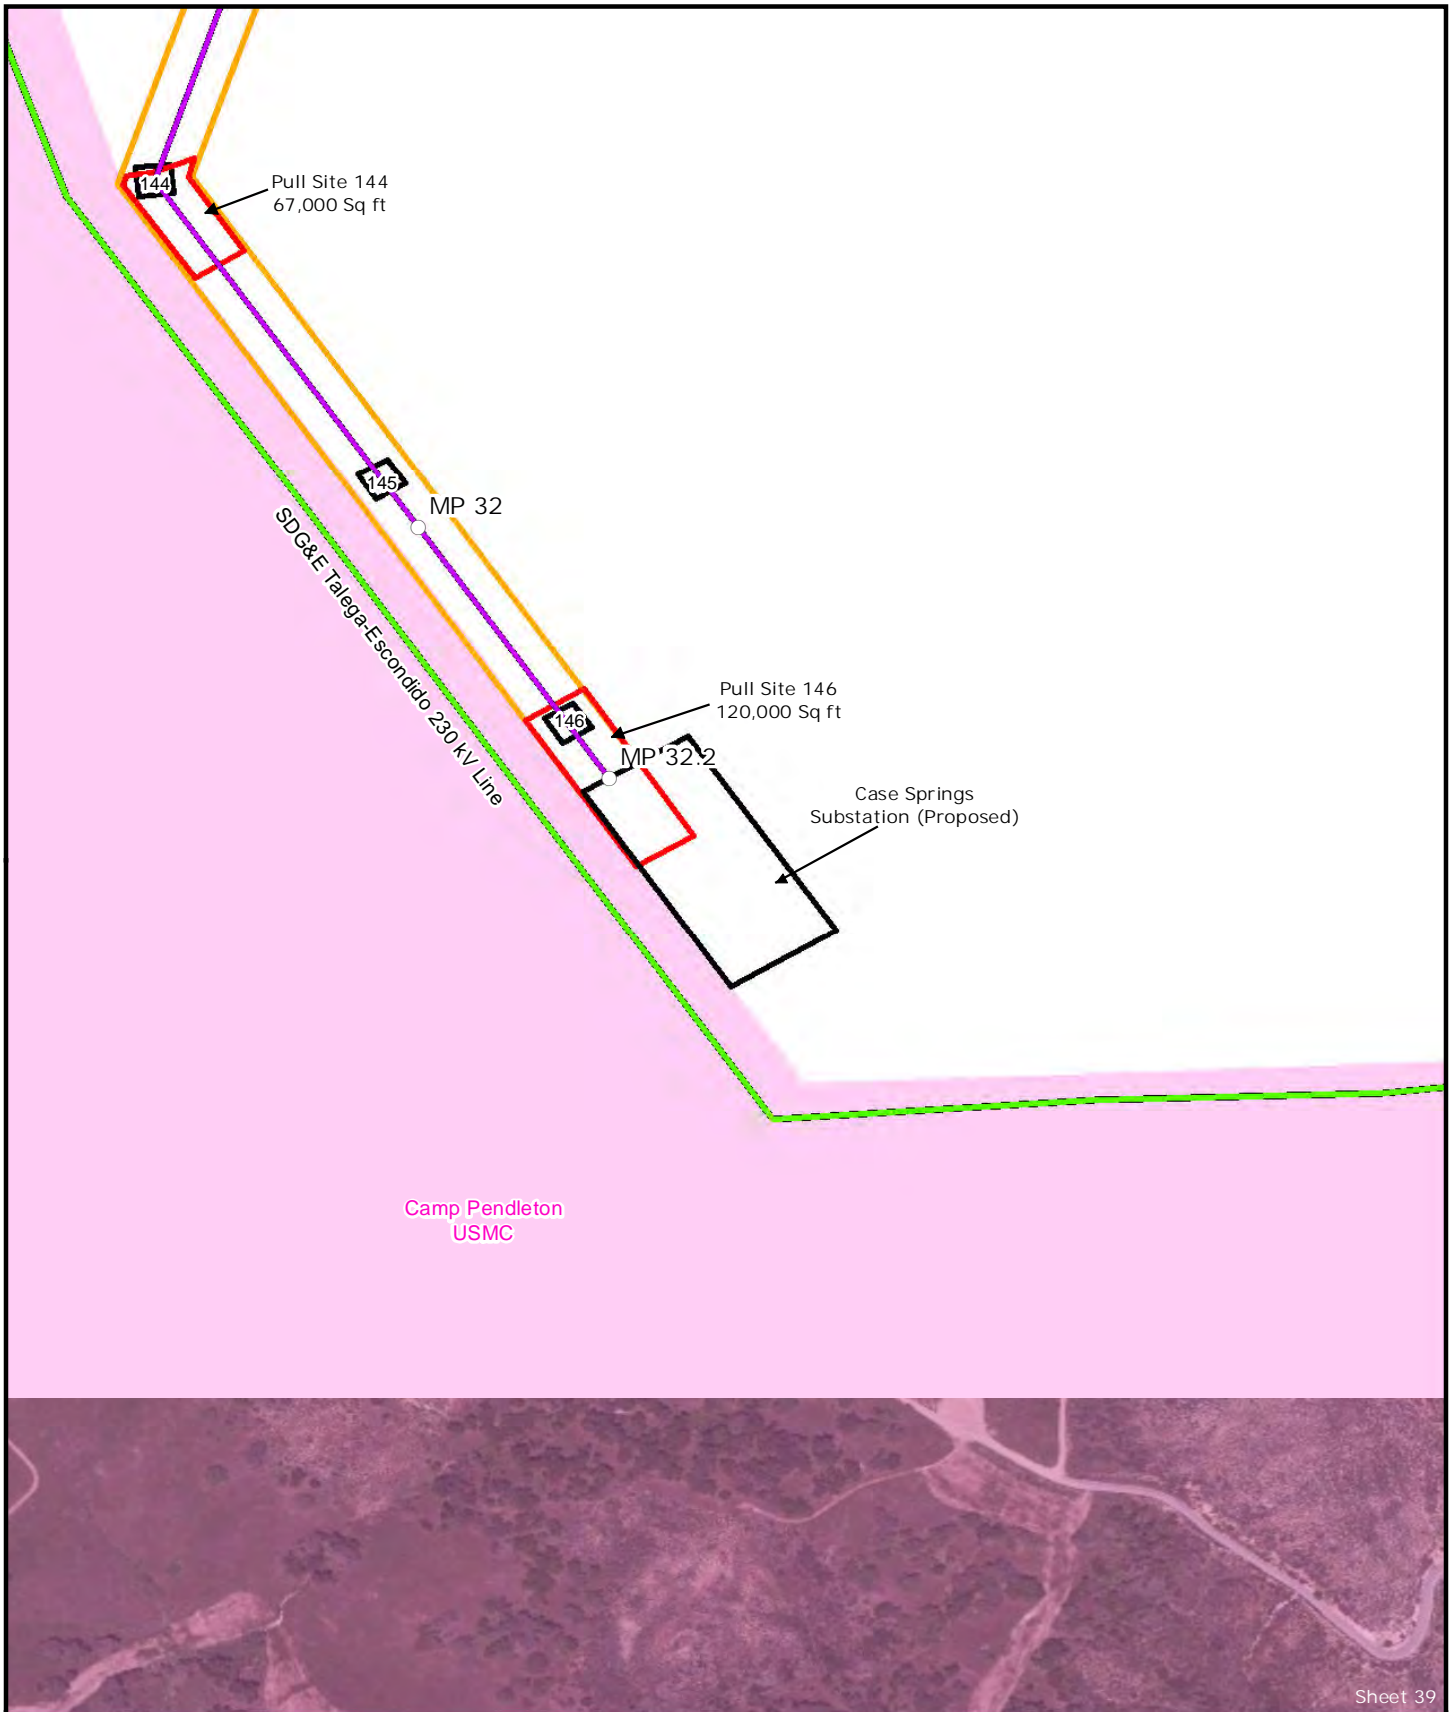 144
Pull Site 144
67,000 Sq ft
145
MP 32
SDG&E Talega-Escondido 230 kV Line
Pull Site 146
120,000 Sq ft
146
MP 32.2
Case Springs
Substation (Proposed)
Camp Pendleton
USMC
Sheet 39